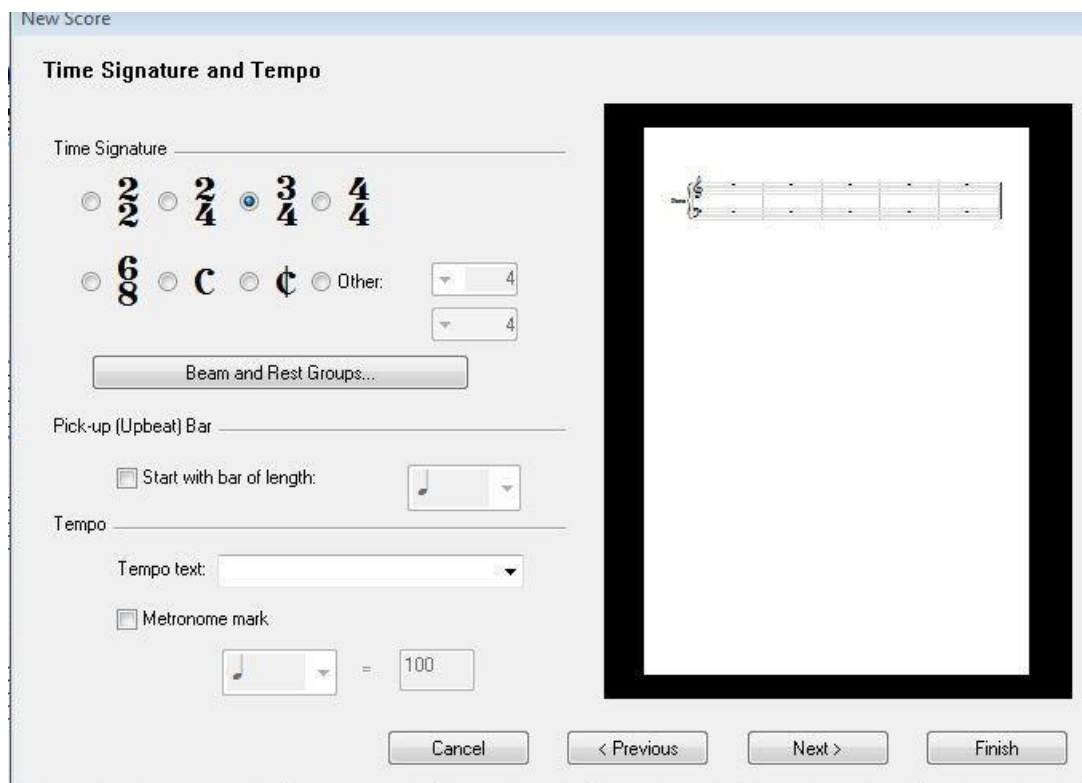 New Score
Time Signature and Tempo
Time Signature
2 2 3 4
2 4 4 4
6 C ¢ Other: 4
8
4
Beam and Rest Groups...
Pick-up (Upbeat) Bar
Start with bar of length:
Tempo
Tempo text:
Metronome mark
= 100
Cancel < Previous Next > Finish